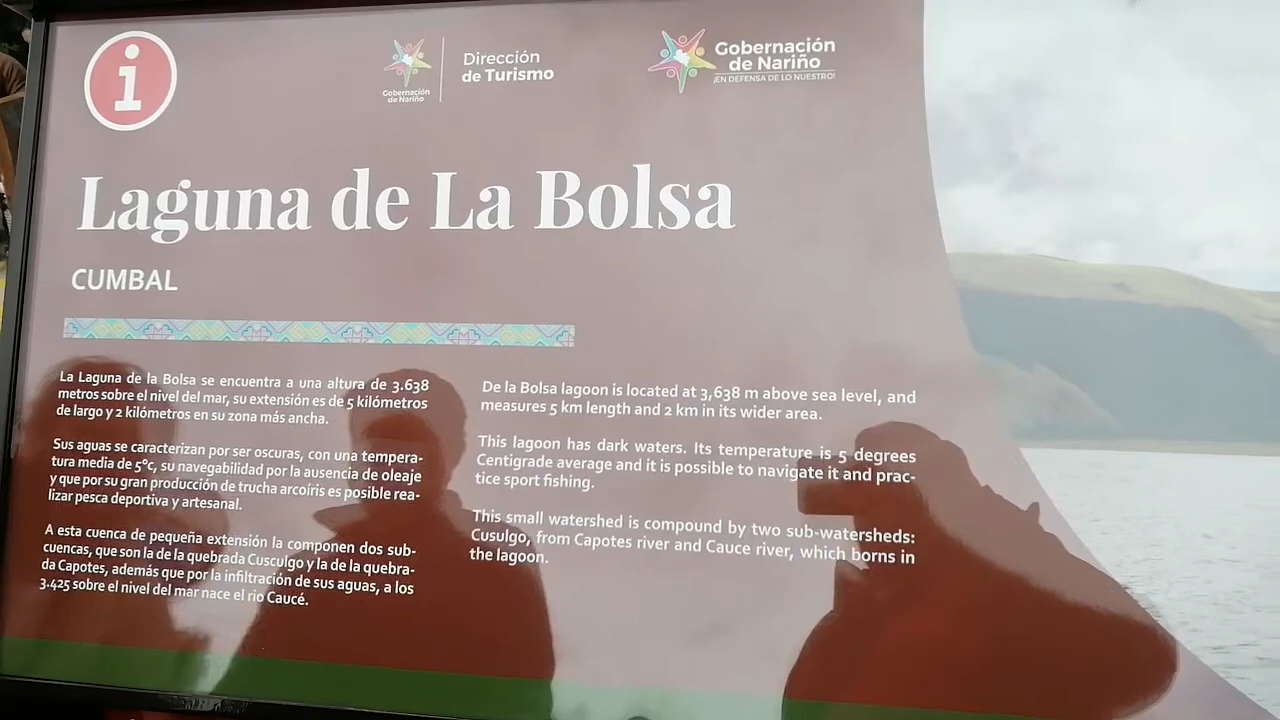 i
Gobernación
de Nariño
Dirección
de Turismo
Gobernación
de Nariño
¡EN DEFENSA DE LO NUESTRO!
Laguna de La Bolsa
CUMBAL
La Laguna de la Bolsa se encuentra a una altura de 3.638
metros sobre el nivel del mar, su extensión es de 5 kilómetros
de largo y 2 kilómetros en su zona más ancha.
Sus aguas se caracterizan por ser oscuras, con una tempera-
tura media de 5°c, su navegabilidad por la ausencia de oleaje
y que por su gran producción de trucha arcoíris es posible rea-
lizar pesca deportiva y artesanal.
A esta cuenca de pequeña extensión la componen dos sub-
cuencas, que son la de la quebrada Cusculgo y la de la quebra-
da Capotes, además que por la infiltración de sus aguas, a los
3.425 sobre el nivel del mar nace el rio Caucé.
De la Bolsa lagoon is located at 3,638 m above sea level, and
measures 5 km length and 2 km in its wider area.
This lagoon has dark waters. Its temperature is 5 degrees
Centigrade average and it is possible to navigate it and prac-
tice sport fishing.
This small watershed is compound by two sub-watersheds:
Cusulgo, from Capotes river and Cauce river, which borns in
the lagoon.